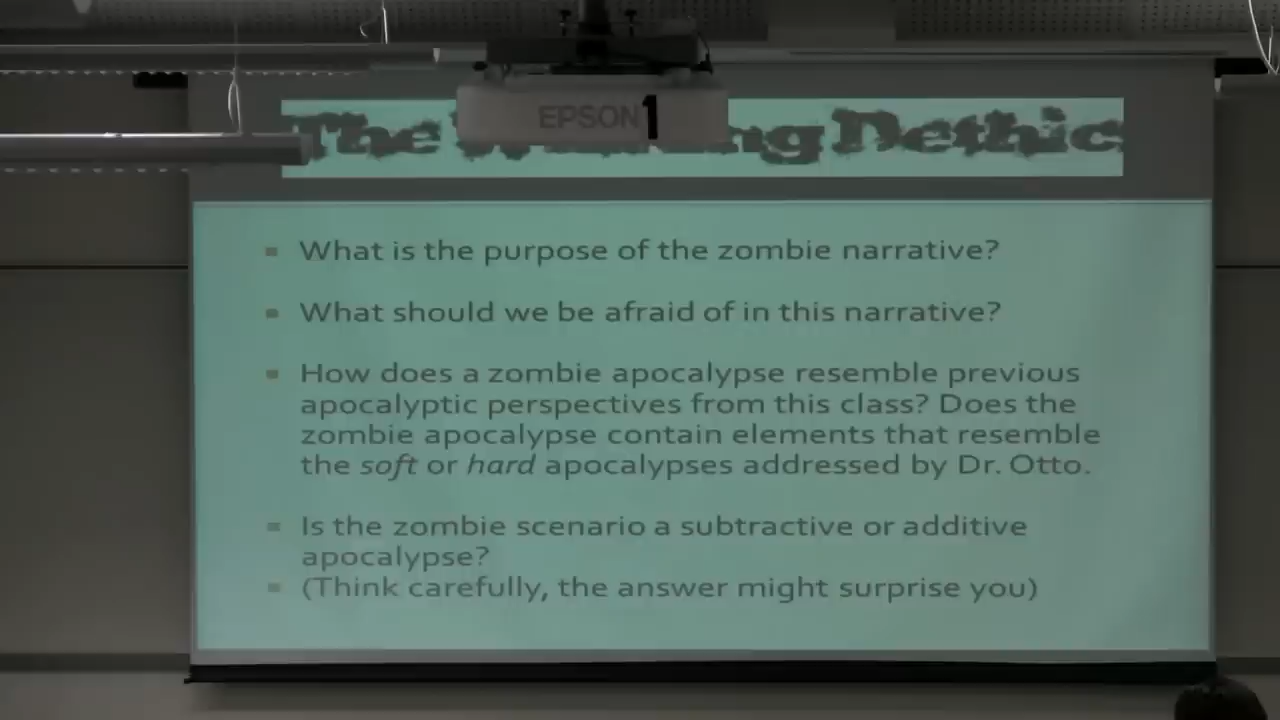 EPSON 1
The
ng Dethic
What is the purpose of the zombie narrative?
What should we be afraid of in this narrative?
How does a zombie apocalypse resemble previous
apocalyptic perspectives from this class? Does the
zombie apocalypse contain elements that resemble
the soft or hard apocalypses addressed by Dr. Otto.
Is the zombie scenario a subtractive or additive
apocalypse?
(Think carefully, the answer might surprise you)